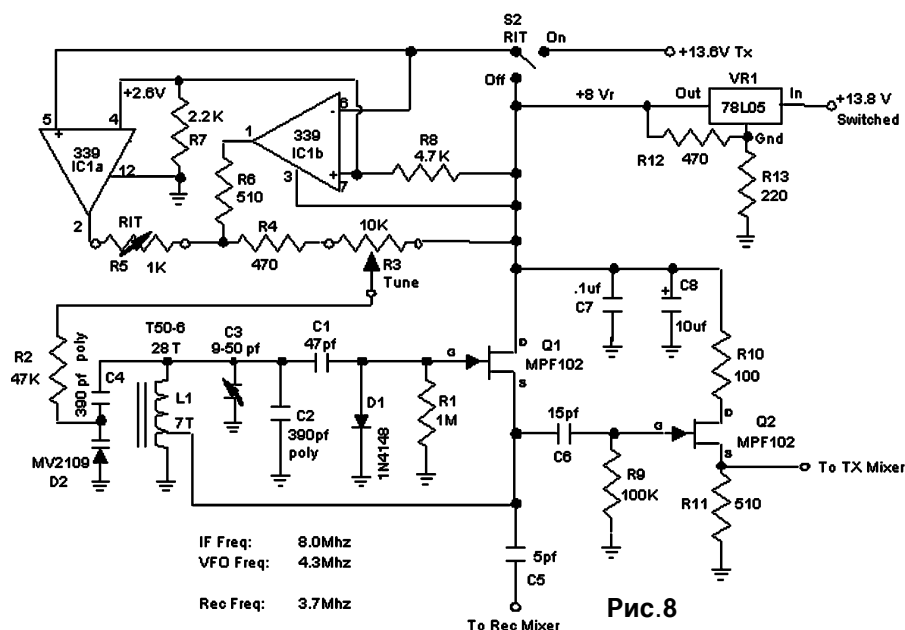 S2
RIT On
+13.6V Tx
Off
+8 Vr
VR1
Out 78L05 In
+13.8 V
Switched
Gnd
R12 470
R13
220
5 + +2.6V 4
339
IC1a
12
2
2.2K
R7
1
339
IC1b
6 -
3
+ 7
R8
4.7K
R6
510
RIT
R5 1K
R4
470
10K
R3
Tune
.1uf
C7
+ C8
10uf
R10
100
R2
47K
390 pf poly
C4
T50-6
28 T
L1
7T
C3
9-50 pf
C1
47pf
C2
390pf
poly
D1
1N4148
R1
1M
G D S
Q1
MPF102
MV2109
D2
15pf
C6
R9
100K
G D S
Q2
MPF102
To TX Mixer
R11 510
IF Freq: 8.0Mhz
VFO Freq: 4.3Mhz
Rec Freq: 3.7Mhz
5pf
C5
To Rec Mixer
Рис.8